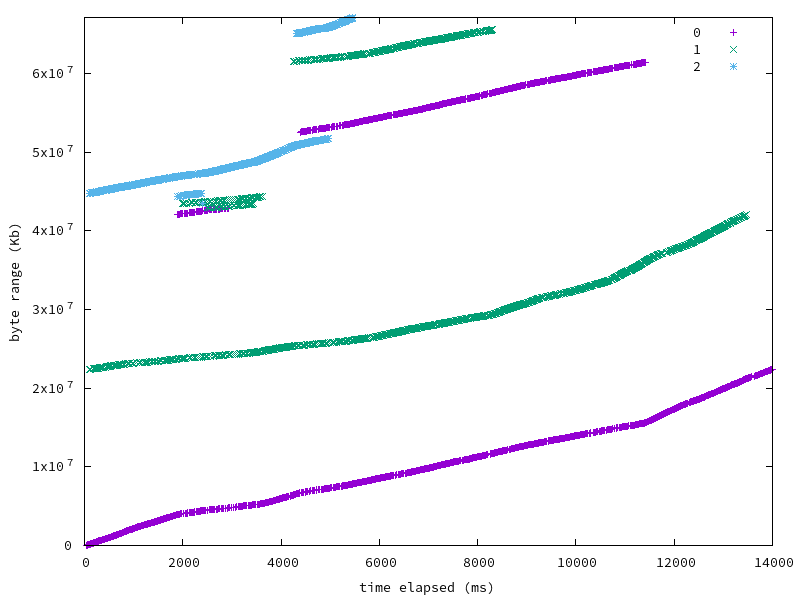 0
1
2
6x10^7
5x10^7
4x10^7
3x10^7
2x10^7
1x10^7
0
byte range (Kb)
0 2000 4000 6000 8000 10000 12000 14000
time elapsed (ms)